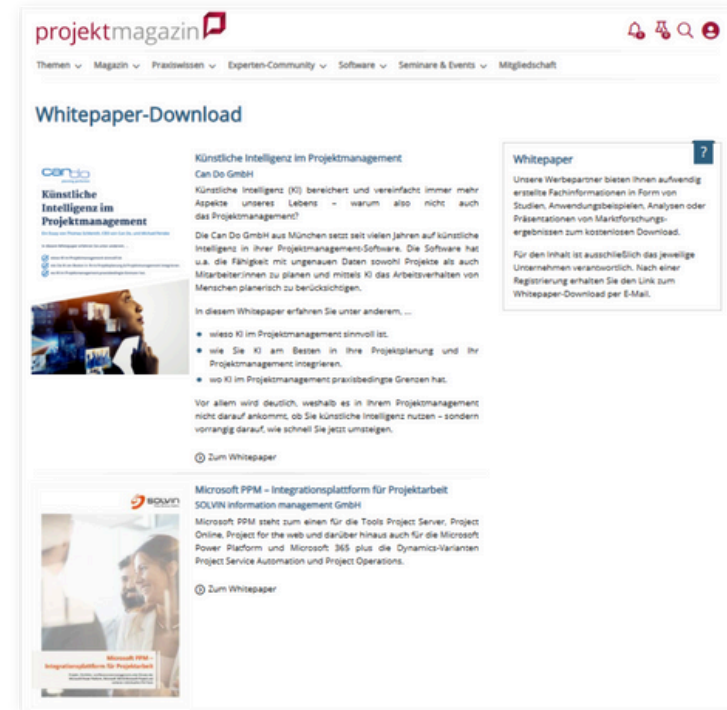 projektmagazin
Themen Magazin Praxiswissen Experten-Community Software Seminare & Events Mitgliedschaft
Whitepaper-Download
cando
Künstliche
Intelligenz im
Projektmanagement
Künstliche Intelligenz im Projektmanagement
Can Do GmbH
Künstliche Intelligenz (KI) bereichert und vereinfacht immer mehr
Aspekte unseres Lebens – warum also nicht auch
das Projektmanagement?
Die Can Do GmbH aus München setzt seit vielen Jahren auf künstliche
Intelligenz in ihrer Projektmanagement-Software. Die Software hat
u.a. die Fähigkeit mit ungenauen Daten sowohl Projekte als auch
Mitarbeiter:innen zu planen und mittels KI das Arbeitsverhalten von
Menschen planerisch zu berücksichtigen.
In diesem Whitepaper erfahren Sie unter anderem, ...
wieso KI im Projektmanagement sinnvoll ist.
wie Sie KI am Besten in Ihre Projektplanung und Ihr
Projektmanagement integrieren.
wo KI im Projektmanagement praxisbedingte Grenzen hat.
Vor allem wird deutlich, weshalb es in Ihrem Projektmanagement
nicht darauf ankommt, ob Sie künstliche Intelligenz nutzen – sondern
vorrangig darauf, wie schnell Sie jetzt umsteigen.
Zum Whitepaper
Whitepaper
?
Unsere Werbepartner bieten Ihnen aufwendig
erstellte Fachinformationen in Form von
Studien, Anwendungsbeispielen, Analysen oder
Präsentationen von Marktforschungs-
ergebnissen zum kostenlosen Download.
Für den Inhalt ist ausschließlich das jeweilige
Unternehmen verantwortlich. Nach einer
Registrierung erhalten Sie den Link zum
Whitepaper-Download per E-Mail.
SOLVIN
Microsoft PPM –
Integrationsplattform für Projektarbeit
Microsoft PPM – Integrationsplattform für Projektarbeit
SOLVIN information management GmbH
Microsoft PPM steht zum einen für die Tools Project Server, Project
Online, Project for the web und darüber hinaus auch für die Microsoft
Power Platform und Microsoft 365 plus die Dynamics-Varianten
Project Service Automation und Project Operations.
Zum Whitepaper